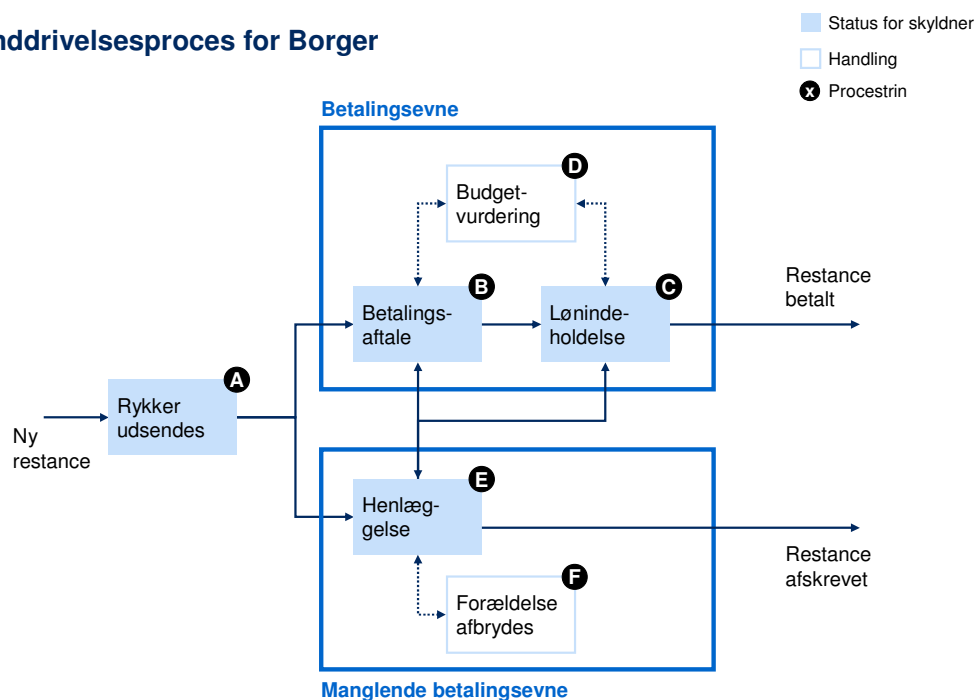 nddrivelsesproces for Borger
Status for skyldner
Handling
x Procestrin
Betalingsevne
D
Budget-
vurdering
B
Betalings-
aftale
C
Løninde-
holdelse
Restance
betalt
A
Rykker
udsendes
Ny
restance
E
Henlæg-
gelse
Restance
afskrevet
F
Forældelse
afbrydes
Manglende betalingsevne